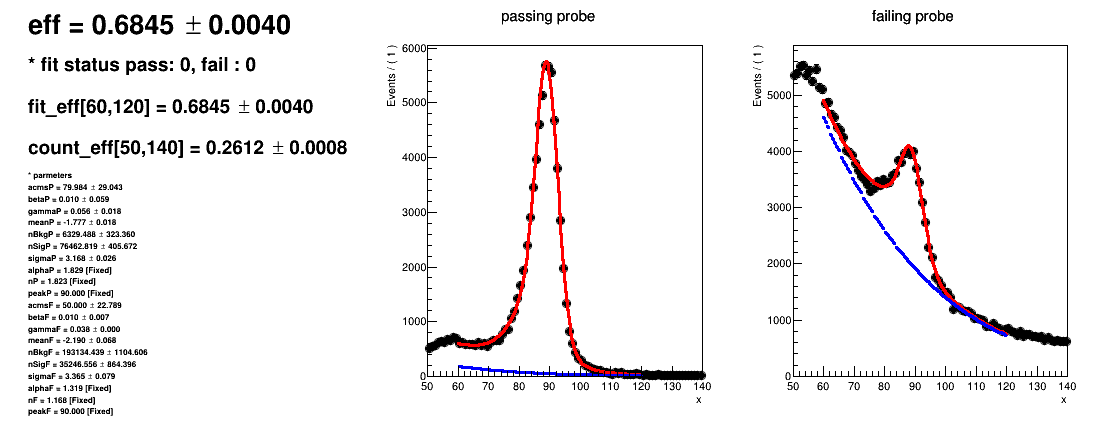 eff = 0.6845 ± 0.0040
* fit status pass: 0, fail : 0
fit_eff[60,120] = 0.6845 ± 0.0040
count_eff[50,140] = 0.2612 ± 0.0008
* parmeters
acmsP = 79.984 ± 29.043
betaP = 0.010 ± 0.059
gammaP = 0.056 ± 0.018
meanP = -1.777 ± 0.018
nBkgP = 6329.488 ± 323.360
nSigP = 76462.819 ± 405.672
sigmaP = 3.168 ± 0.026
alphaP = 1.829 [Fixed]
nP = 1.823 [Fixed]
peakP = 90.000 [Fixed]
acmsF = 50.000 ± 22.789
betaF = 0.010 ± 0.007
gammaF = 0.038 ± 0.000
meanF = -2.190 ± 0.068
nBkgF = 193134.439 ± 1104.606
nSigF = 35246.556 ± 864.396
sigmaF = 3.365 ± 0.079
alphaF = 1.319 [Fixed]
nF = 1.168 [Fixed]
peakF = 90.000 [Fixed]
passing probe
Events / ( 1 )
6000
5000
4000
3000
2000
1000
0
50 60 70 80 90 100 110 120 130 140
x
failing probe
Events / ( 1 )
5000
4000
3000
2000
1000
0
50 60 70 80 90 100 110 120 130 140
x